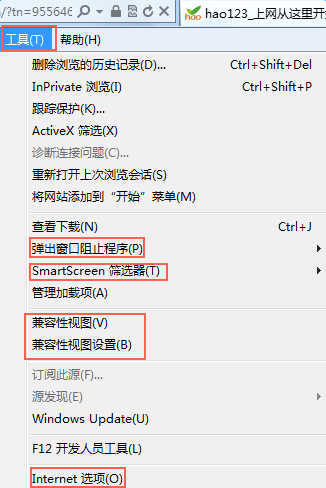 /?tn=955646
hao123_上网从这里开
工具(T) 帮助(H)
删除浏览的历史记录(D)... Ctrl+Shift+Del
InPrivate 浏览(I) Ctrl+Shift+P
跟踪保护(K)...
ActiveX 筛选(X)
诊断连接问题(C)...
重新打开上次浏览会话(S)
将网站添加到“开始”菜单(M)
查看下载(N) Ctrl+J
弹出窗口阻止程序(P)
SmartScreen 筛选器(T)
管理加载项(A)
兼容性视图(V)
兼容性视图设置(B)
订阅此源(F)...
源发现(E)
Windows Update(U)
F12 开发人员工具(L)
Internet 选项(O)